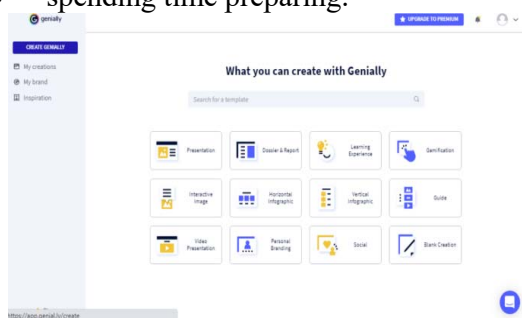 spending time preparing.
genially
UPGRADE TO PREMIUM
CREATE GENIALLY
My creations
My brand
Inspiration
What you can create with Genially
Search for a template
Presentation
Dossier & Report
Learning
Experience
Gamification
Interactive
Image
Horizontal
Infographic
Vertical
Infographic
Guide
Video
Presentation
Personal
Branding
Social
Blank Creation
https://app.genial.ly/create